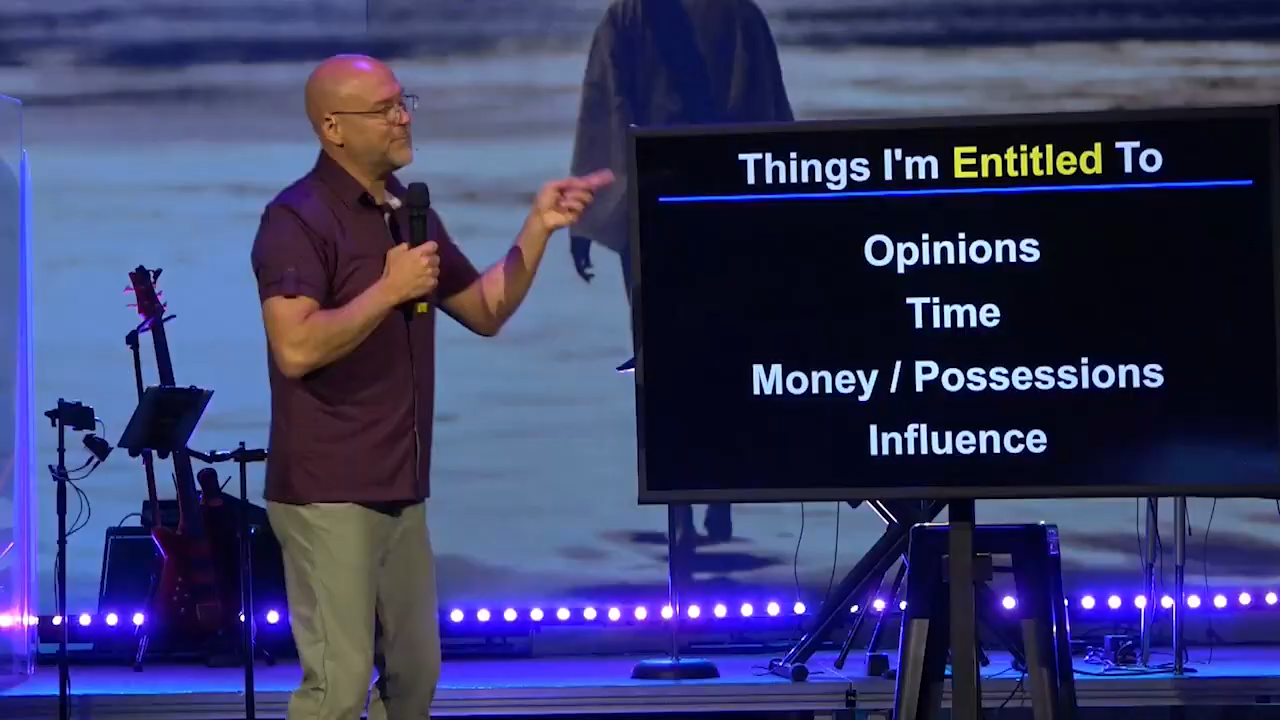 Things I'm Entitled To
Opinions
Time
Money / Possessions
Influence